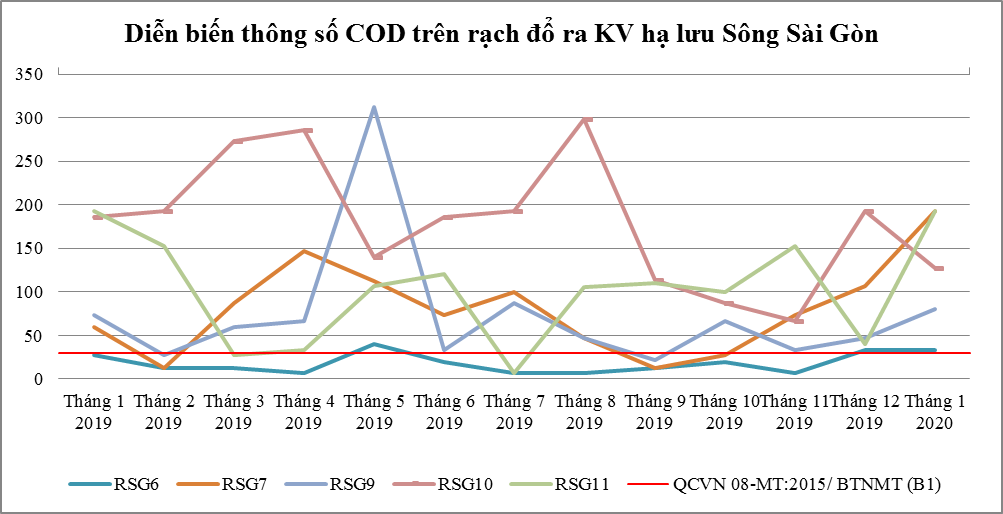 Diễn biến thông số COD trên rạch đổ ra KV hạ lưu Sông Sài Gòn
350
300
250
200
150
100
50
0
Tháng 1 Tháng 2 Tháng 3 Tháng 4 Tháng 5 Tháng 6 Tháng 7 Tháng 8 Tháng 9 Tháng 10 Tháng 11 Tháng 12 Tháng 1
2019 2019 2019 2019 2019 2019 2019 2019 2019 2019 2019 2019 2020
RSG6 RSG7 RSG9 RSG10 RSG11 QCVN 08-MT:2015/ BTNMT (B1)